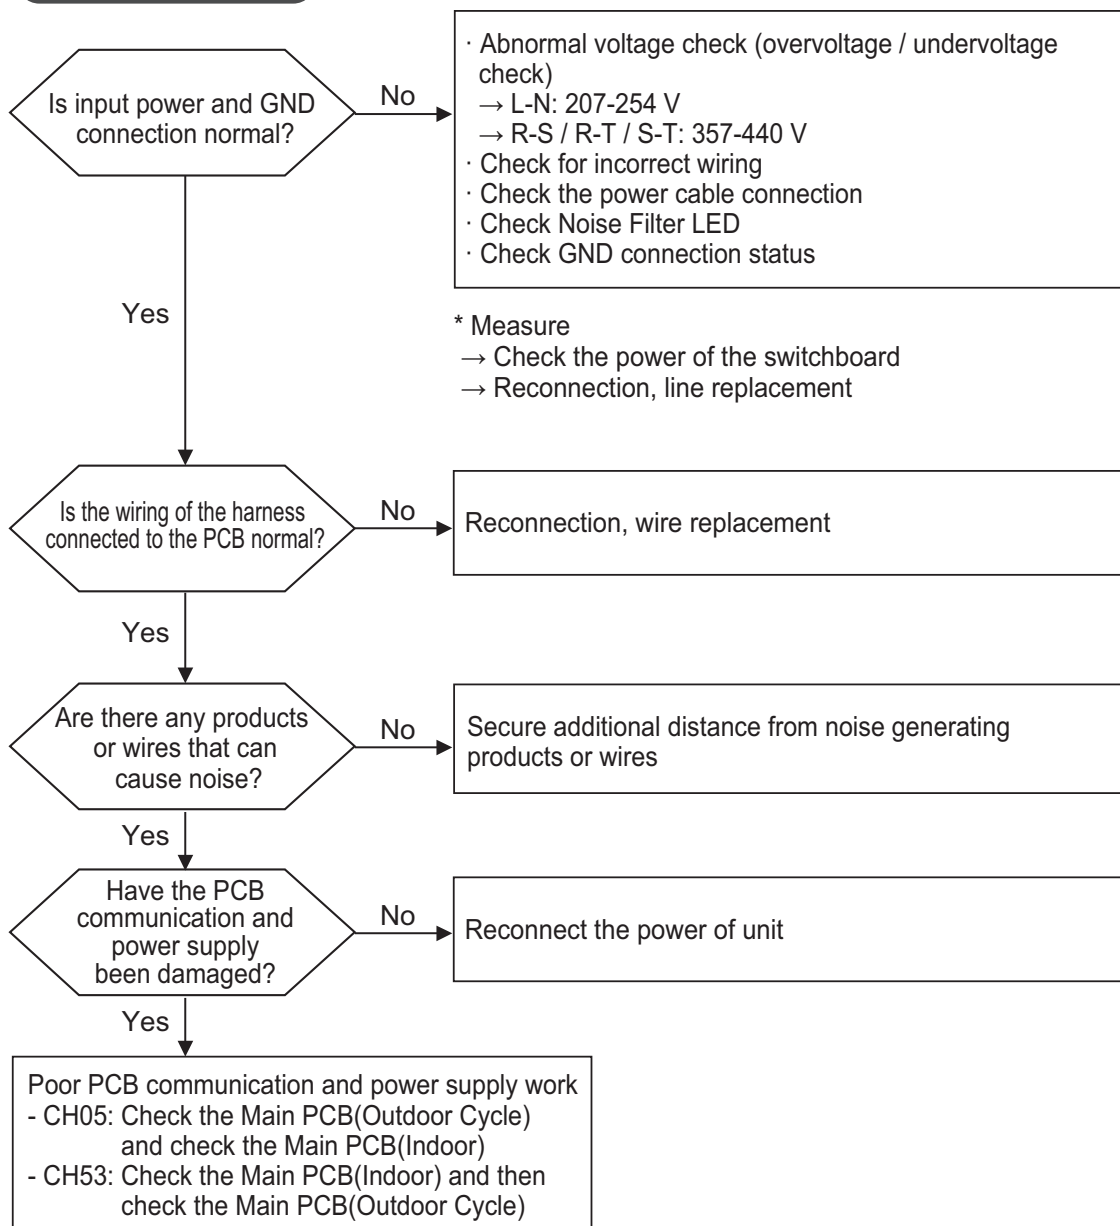 Is input power and GND
connection normal?
No
· Abnormal voltage check (overvoltage / undervoltage
check)
→ L-N: 207-254 V
→ R-S / R-T / S-T: 357-440 V
· Check for incorrect wiring
· Check the power cable connection
· Check Noise Filter LED
· Check GND connection status
Yes
* Measure
→ Check the power of the switchboard
→ Reconnection, line replacement
Is the wiring of the harness
connected to the PCB normal?
No
Reconnection, wire replacement
Yes
Are there any products
or wires that can
cause noise?
No
Secure additional distance from noise generating
products or wires
Yes
Have the PCB
communication and
power supply
been damaged?
No
Reconnect the power of unit
Yes
Poor PCB communication and power supply work
- CH05: Check the Main PCB(Outdoor Cycle)
and check the Main PCB(Indoor)
- CH53: Check the Main PCB(Indoor) and then
check the Main PCB(Outdoor Cycle)